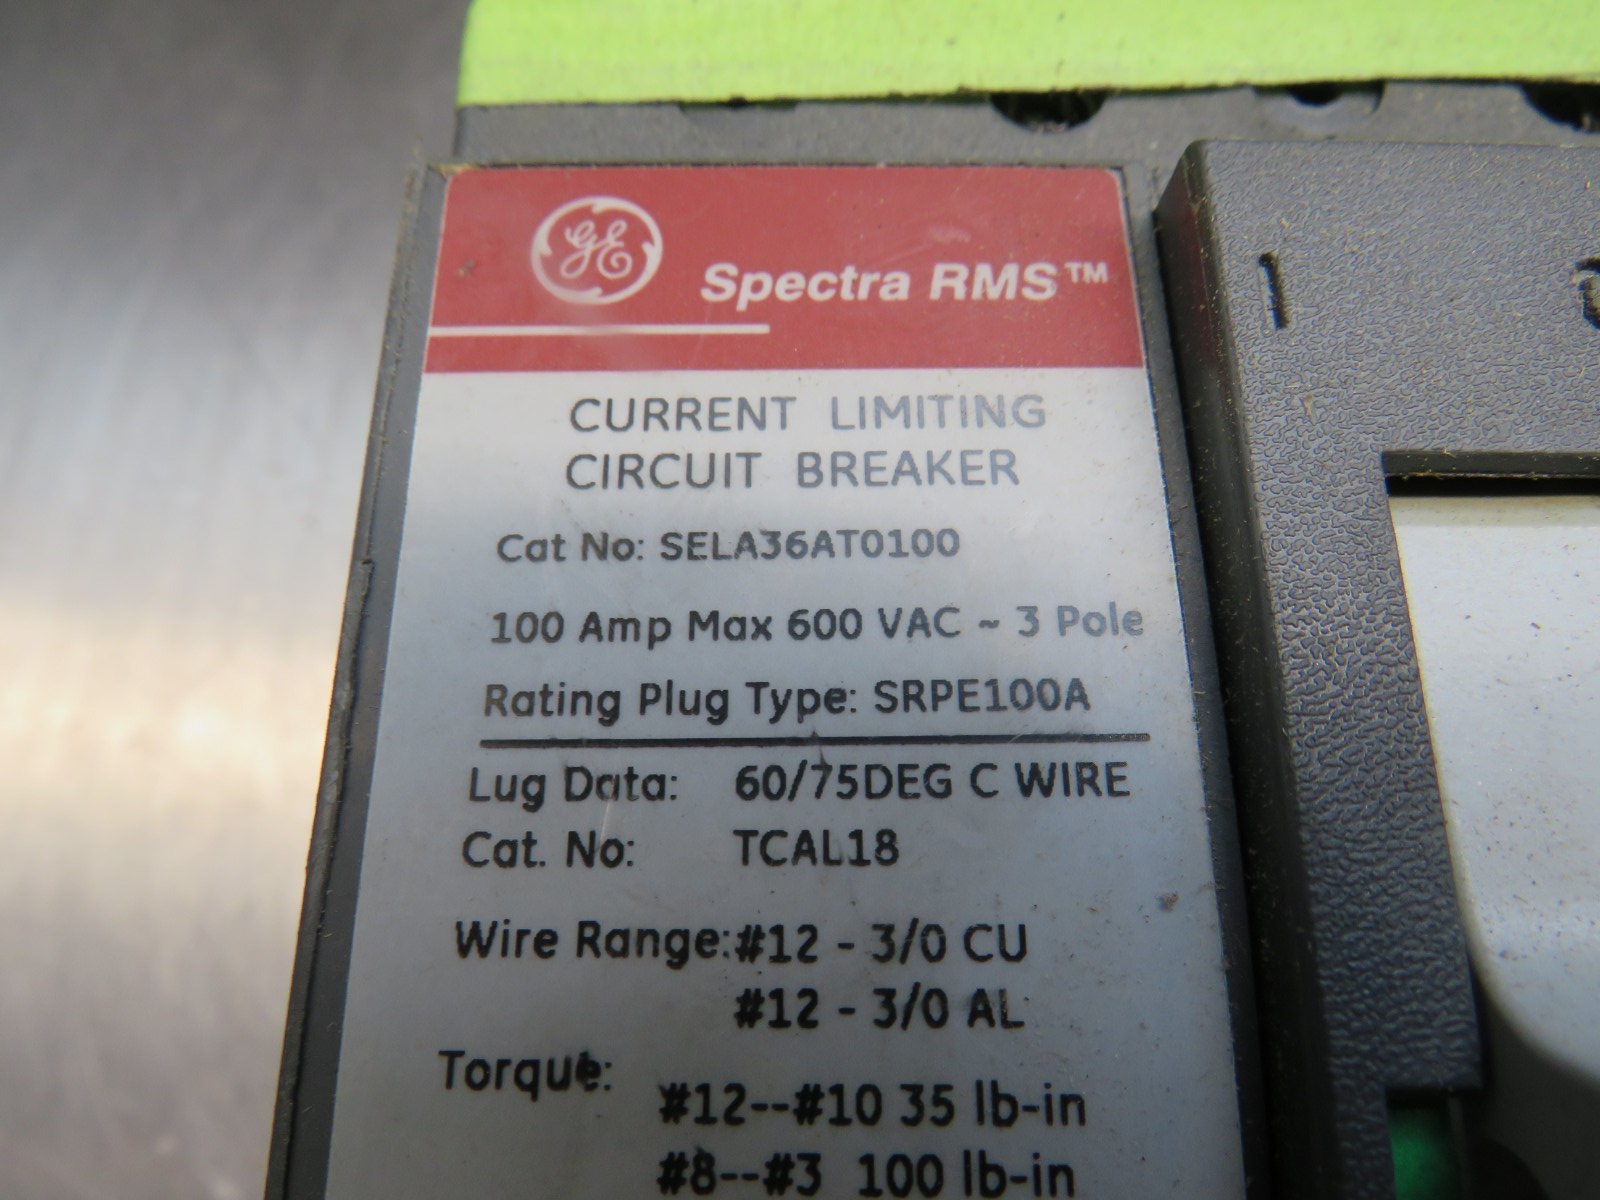 GE
Spectra RMS™
CURRENT LIMITING
CIRCUIT BREAKER
Cat No: SELA36AT0100
100 Amp Max 600 VAC ~ 3 Pole
Rating Plug Type: SRPE100A
Lug Data: 60/75DEG C WIRE
Cat. No: TCAL18
Wire Range: #12 - 3/0 CU
#12 - 3/0 AL
Torque:
#12--#10 35 lb-in
#8--#3 100 lb-in
I